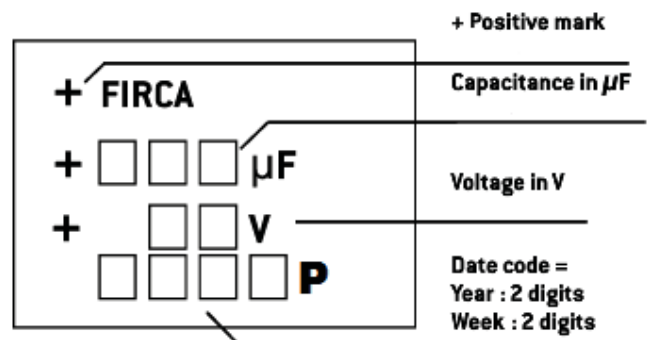 + Positive mark
+ FIRCA
Capacitance in µF
+ □ □ □ µF
Voltage in V
+ □ □ V
□ □ □ □ P
Date code =
Year : 2 digits
Week : 2 digits